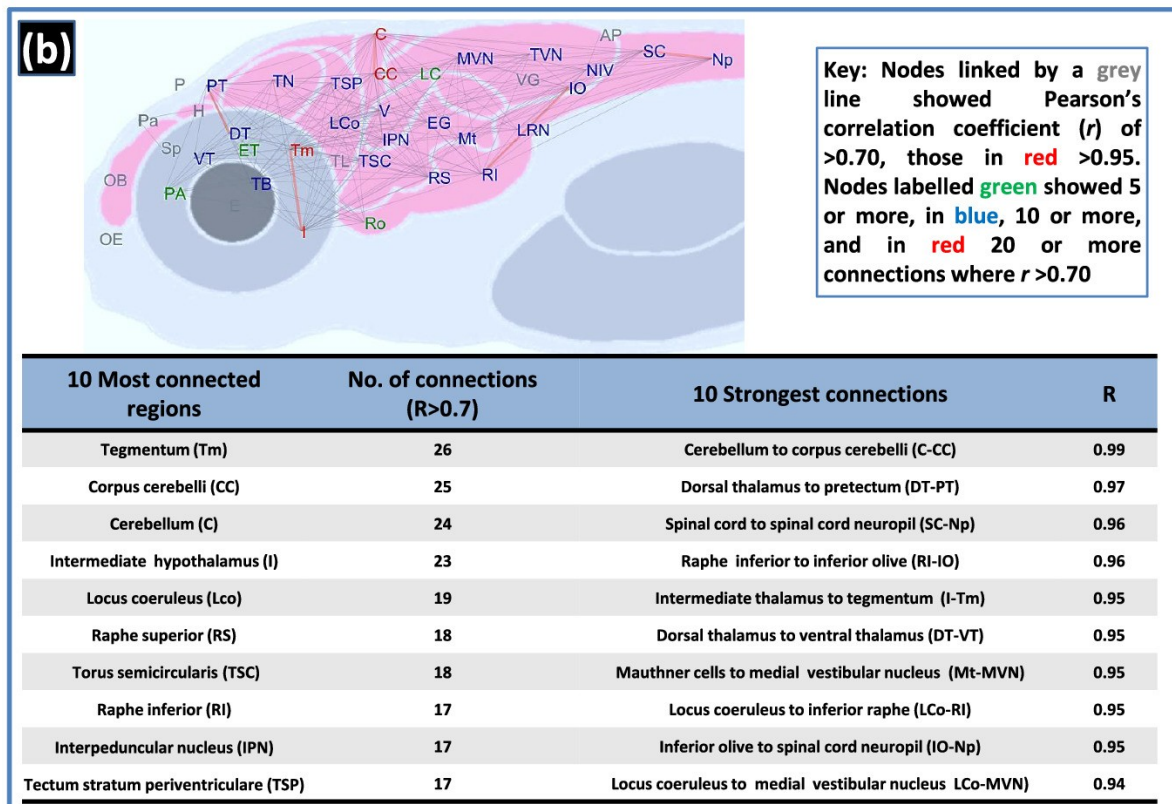 (b)
C
AP
SC
MVN
TVN
Np
CC
LC
NIV
P
PT
TN
TSP
VG
IO
H
V
Pa
LCo
EG
LRN
DT
IPN
Mt
Sp
ET
Tm
VT
TL
TSC
OB
TB
RS
RI
PA
E
Ro
I
OE
Key: Nodes linked by a grey
line showed Pearson's
correlation coefficient (r) of
>0.70, those in red >0.95.
Nodes labelled green showed 5
or more, in blue, 10 or more,
and in red 20 or more
connections where r >0.70
10 Most connected regions
No. of connections (R>0.7)
10 Strongest connections
R
Tegmentum (Tm) 26 Cerebellum to corpus cerebelli (C-CC) 0.99
Corpus cerebelli (CC) 25 Dorsal thalamus to pretectum (DT-PT) 0.97
Cerebellum (C) 24 Spinal cord to spinal cord neuropil (SC-Np) 0.96
Intermediate hypothalamus (I) 23 Raphe inferior to inferior olive (RI-IO) 0.96
Locus coeruleus (Lco) 19 Intermediate thalamus to tegmentum (I-Tm) 0.95
Raphe superior (RS) 18 Dorsal thalamus to ventral thalamus (DT-VT) 0.95
Torus semicircularis (TSC) 18 Mauthner cells to medial vestibular nucleus (Mt-MVN) 0.95
Raphe inferior (RI) 17 Locus coeruleus to inferior raphe (LCo-RI) 0.95
Interpeduncular nucleus (IPN) 17 Inferior olive to spinal cord neuropil (IO-Np) 0.95
Tectum stratum periventriculare (TSP) 17 Locus coeruleus to medial vestibular nucleus LCo-MVN) 0.94